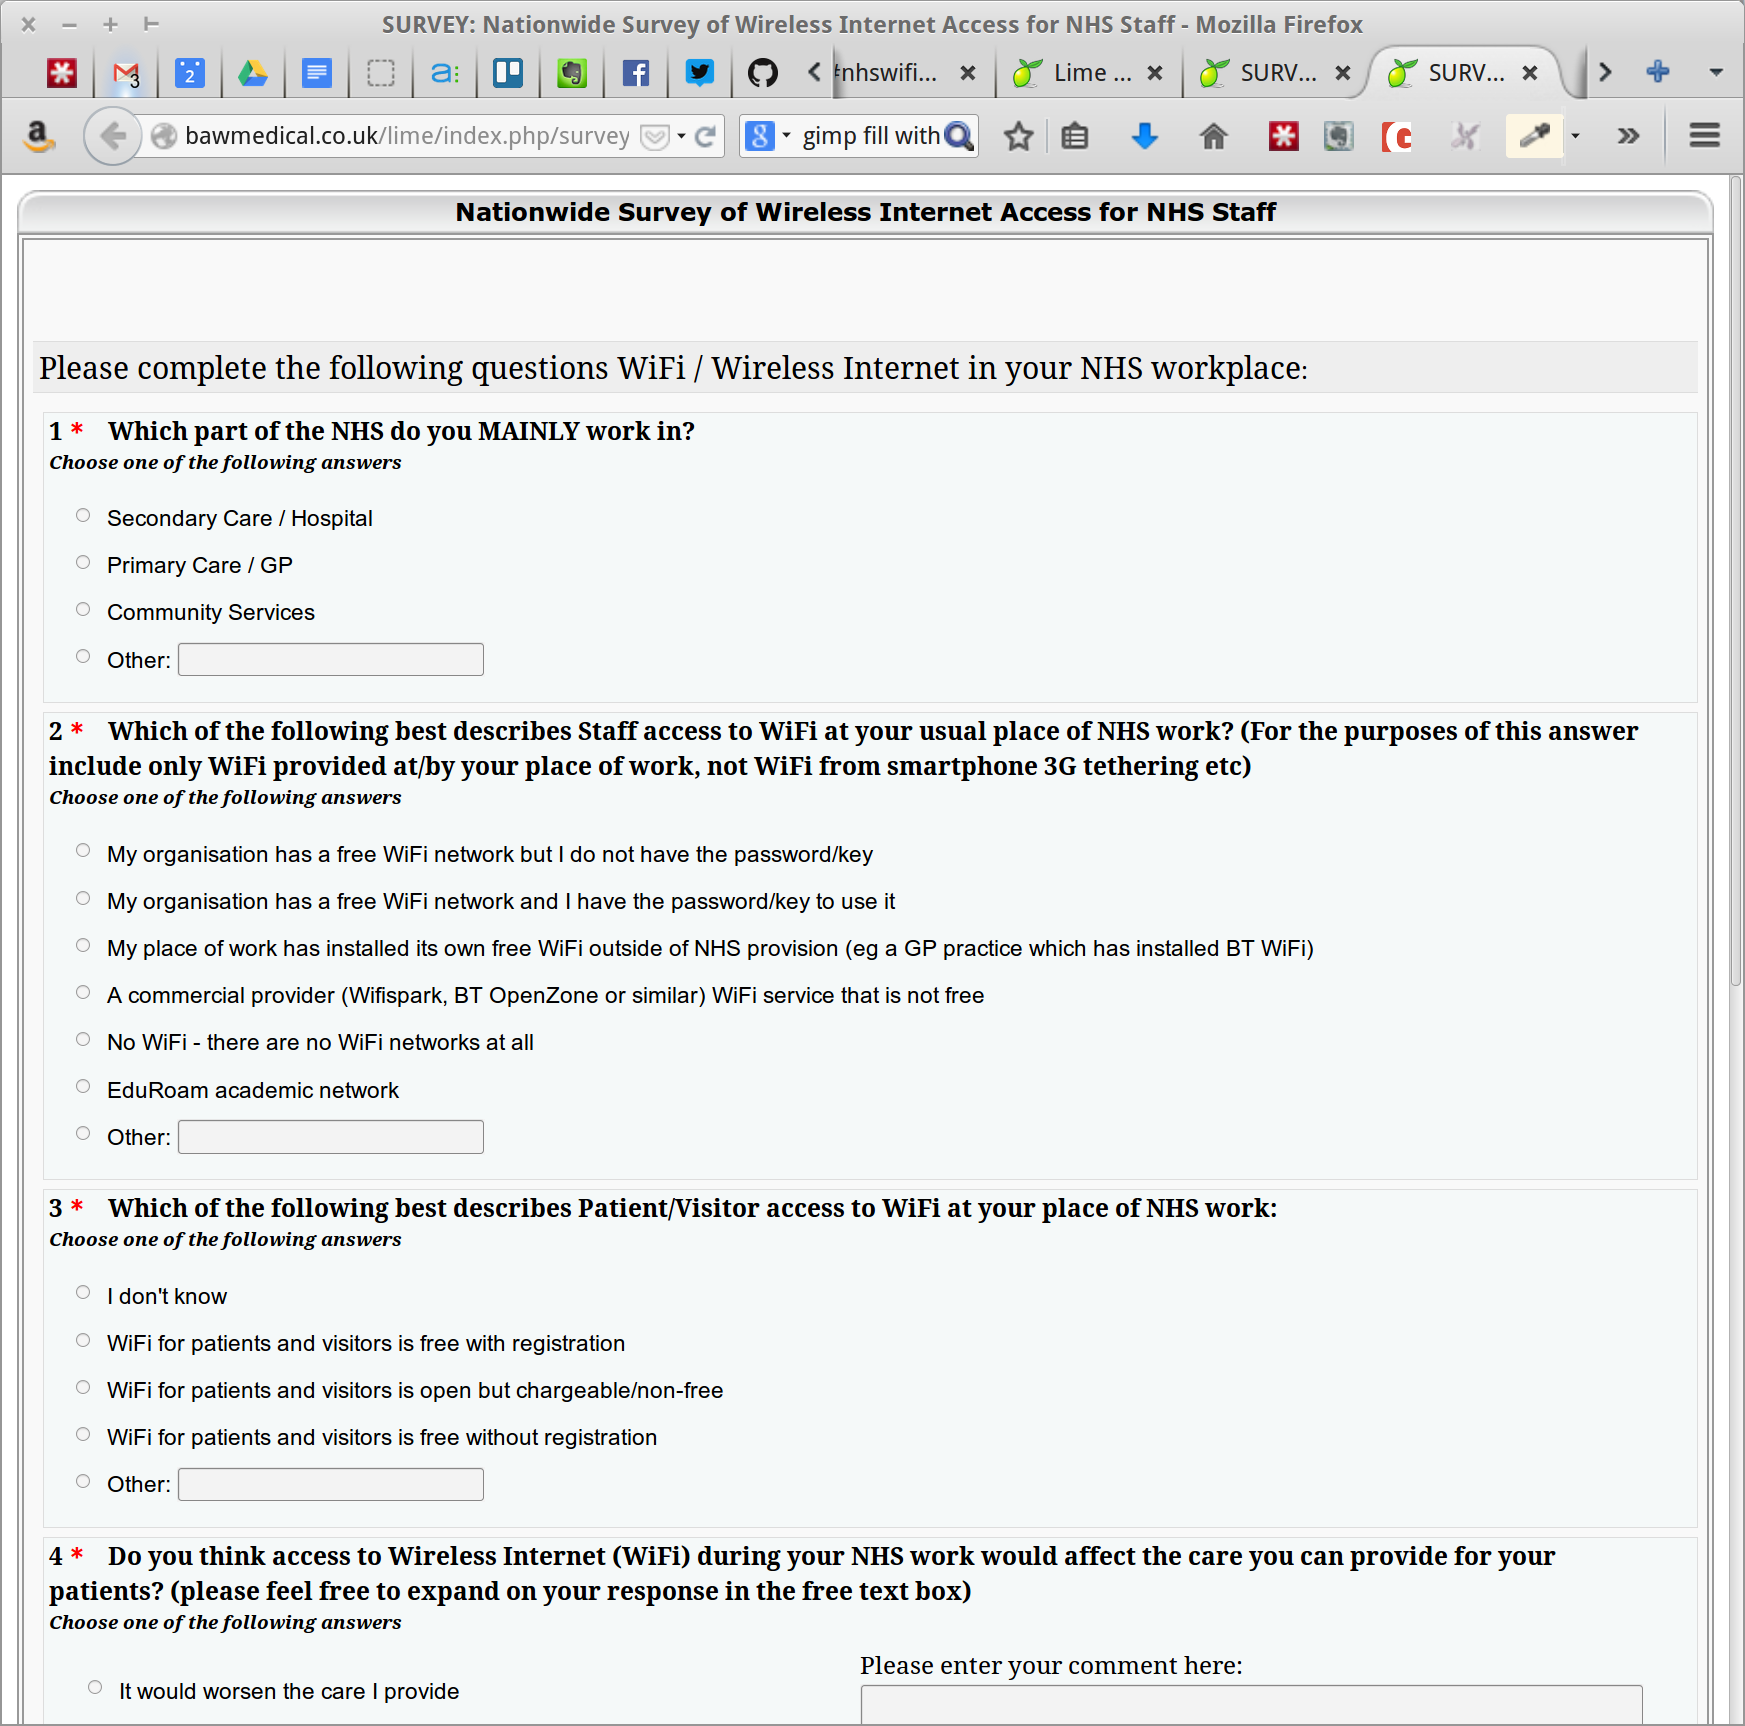 SURVEY: Nationwide Survey of Wireless Internet Access for NHS Staff - Mozilla Firefox
3
2
a:
#nhswifi...
Lime ...
SURV...
SURV...
a
bawmedical.co.uk/lime/index.php/survey
8
gimp fill with
Nationwide Survey of Wireless Internet Access for NHS Staff
Please complete the following questions WiFi / Wireless Internet in your NHS workplace:
1 * Which part of the NHS do you MAINLY work in?
Choose one of the following answers
Secondary Care / Hospital
Primary Care / GP
Community Services
Other:
2 * Which of the following best describes Staff access to WiFi at your usual place of NHS work? (For the purposes of this answer
include only WiFi provided at/by your place of work, not WiFi from smartphone 3G tethering etc)
Choose one of the following answers
My organisation has a free WiFi network but I do not have the password/key
My organisation has a free WiFi network and I have the password/key to use it
My place of work has installed its own free WiFi outside of NHS provision (eg a GP practice which has installed BT WiFi)
A commercial provider (Wifispark, BT OpenZone or similar) WiFi service that is not free
No WiFi - there are no WiFi networks at all
EduRoam academic network
Other:
3 * Which of the following best describes Patient/Visitor access to WiFi at your place of NHS work:
Choose one of the following answers
I don't know
WiFi for patients and visitors is free with registration
WiFi for patients and visitors is open but chargeable/non-free
WiFi for patients and visitors is free without registration
Other:
4 * Do you think access to Wireless Internet (WiFi) during your NHS work would affect the care you can provide for your
patients? (please feel free to expand on your response in the free text box)
Choose one of the following answers
Please enter your comment here:
It would worsen the care I provide